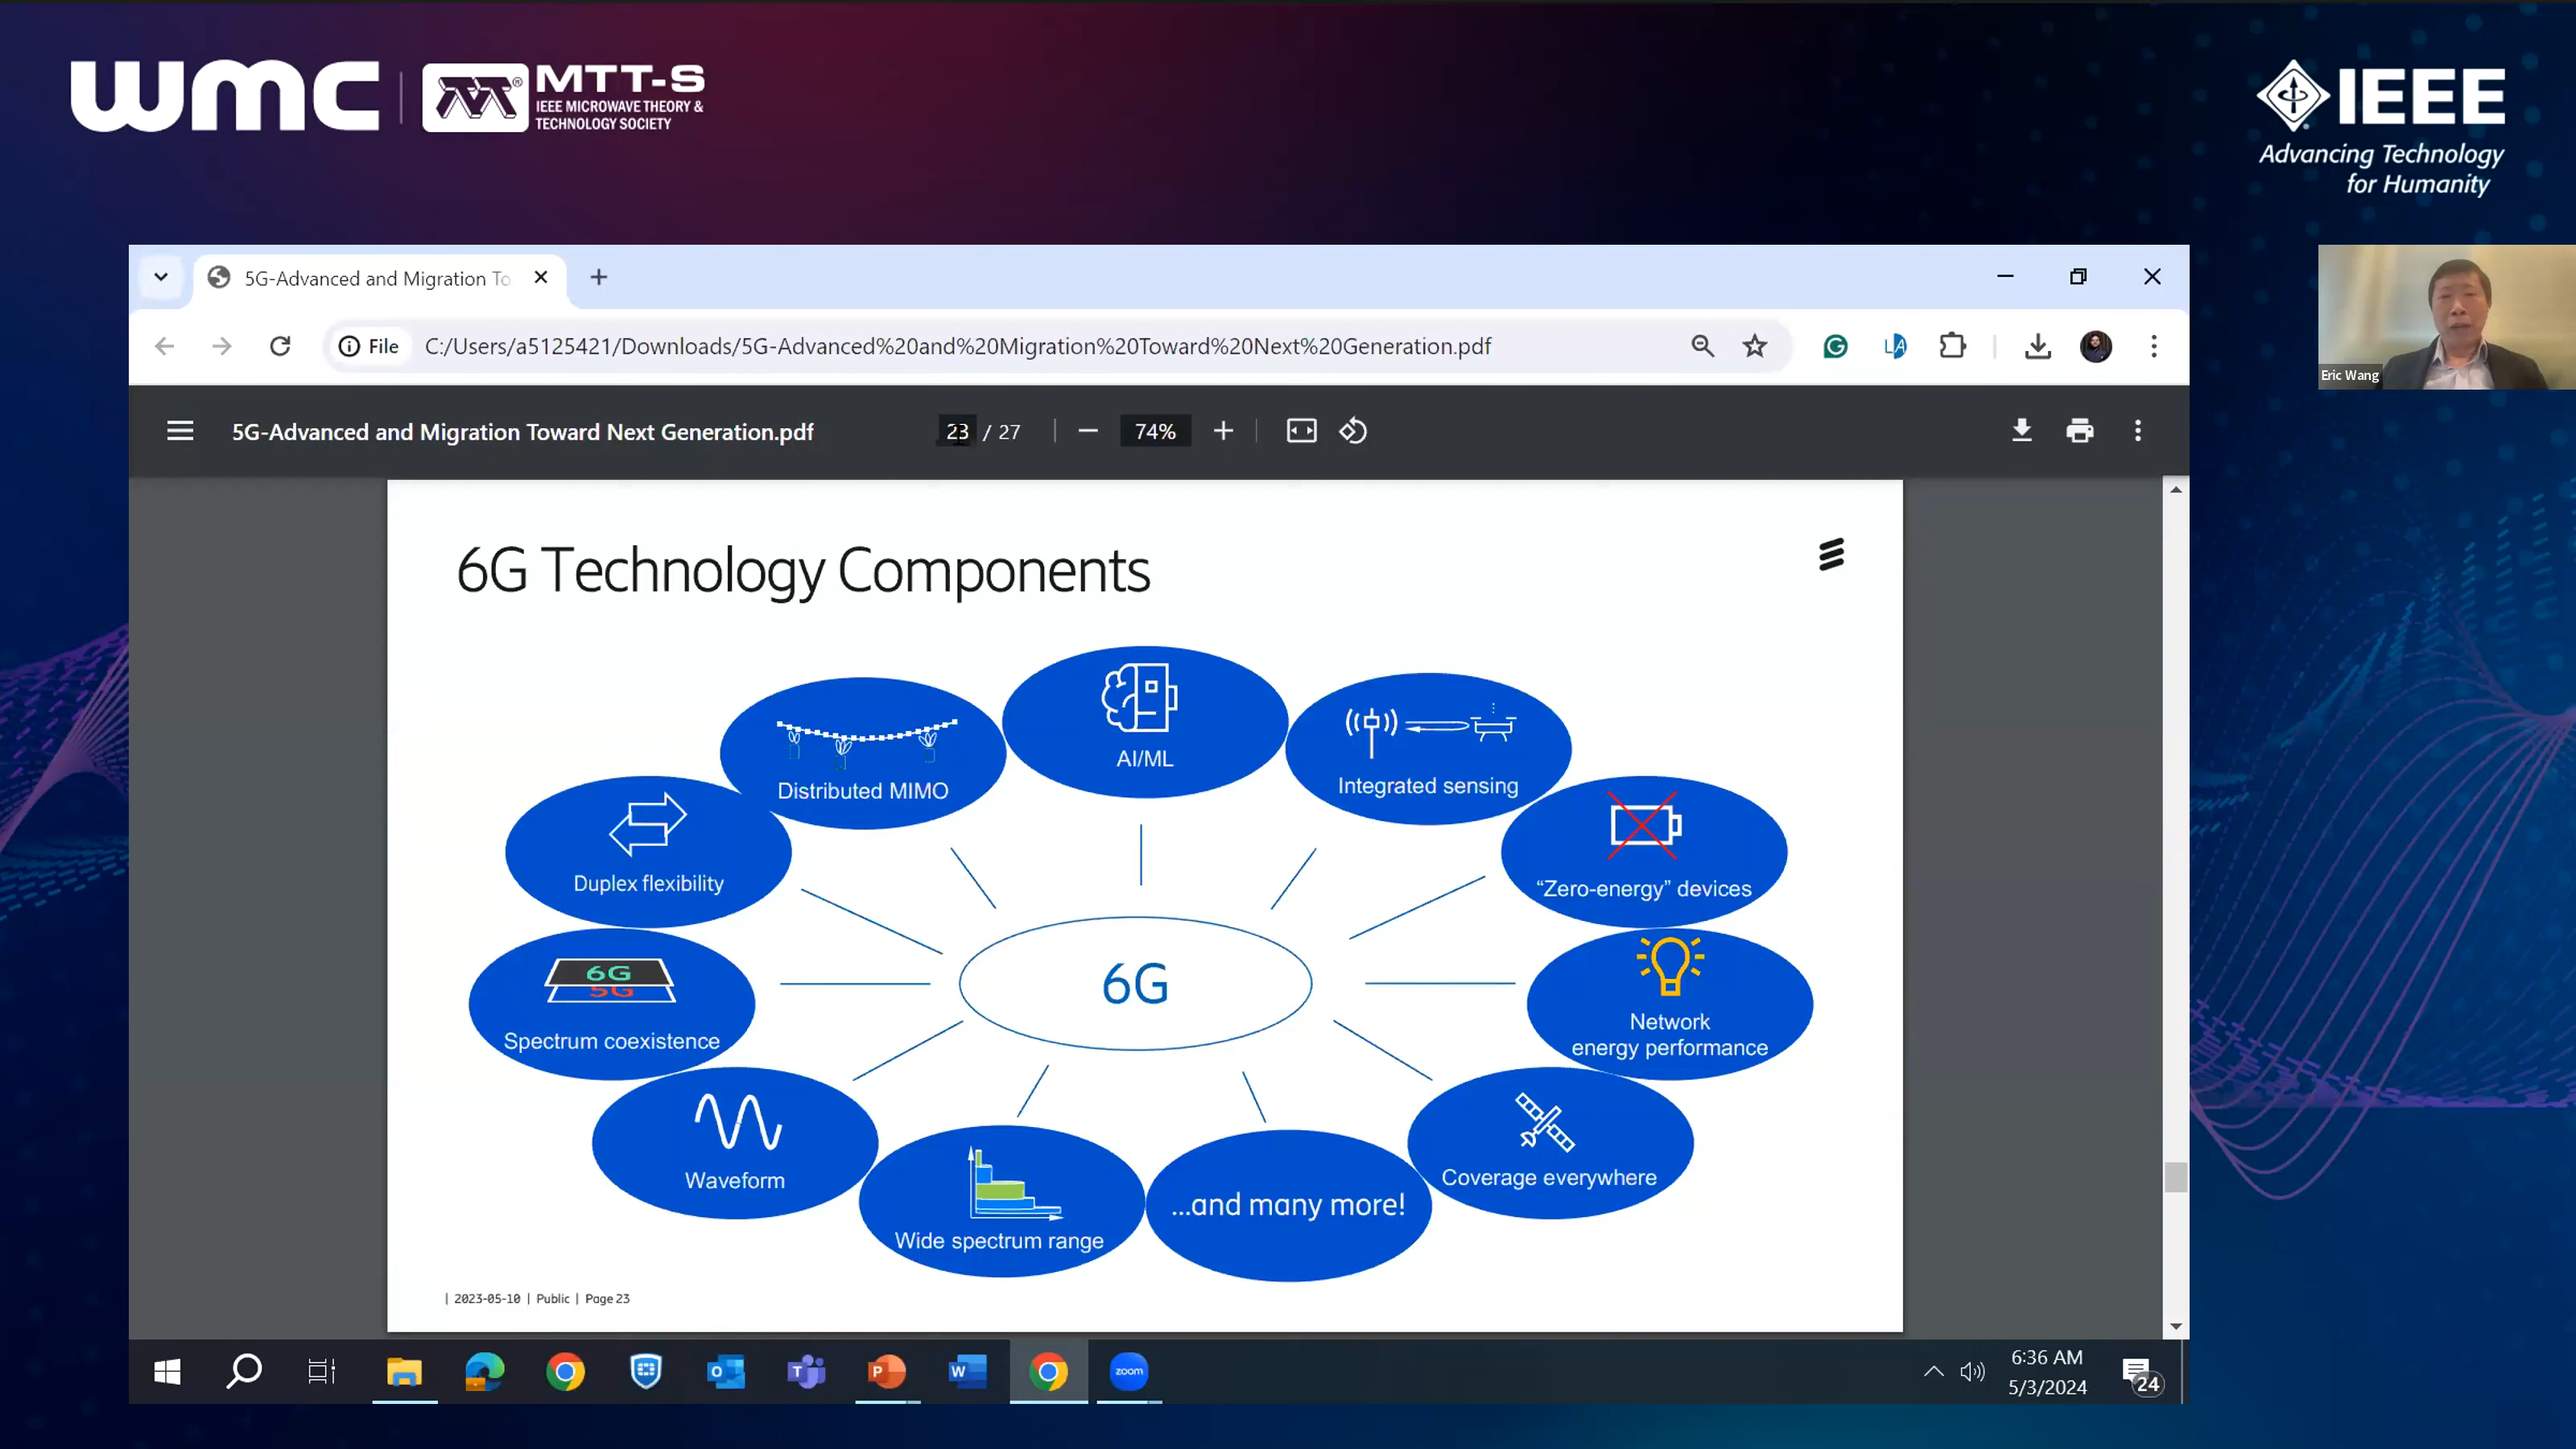 wmc
MTT-S
IEEE MICROWAVE THEORY &
TECHNOLOGY SOCIETY
IEEE
Advancing Technology
for Humanity
5G-Advanced and Migration To
File
C:/Users/a5125421/Downloads/5G-Advanced%20and%20Migration%20Toward%20Next%20Generation.pdf
Eric Wang
5G-Advanced and Migration Toward Next Generation.pdf
23 / 27
74%
6G Technology Components
AI/ML
Distributed MIMO
Integrated sensing
Duplex flexibility
“Zero-energy” devices
6G
5G
Spectrum coexistence
6G
Network
energy performance
Waveform
Coverage everywhere
Wide spectrum range
...and many more!
| 2023-05-10 | Public | Page 23
zoom
6:36 AM
5/3/2024
24